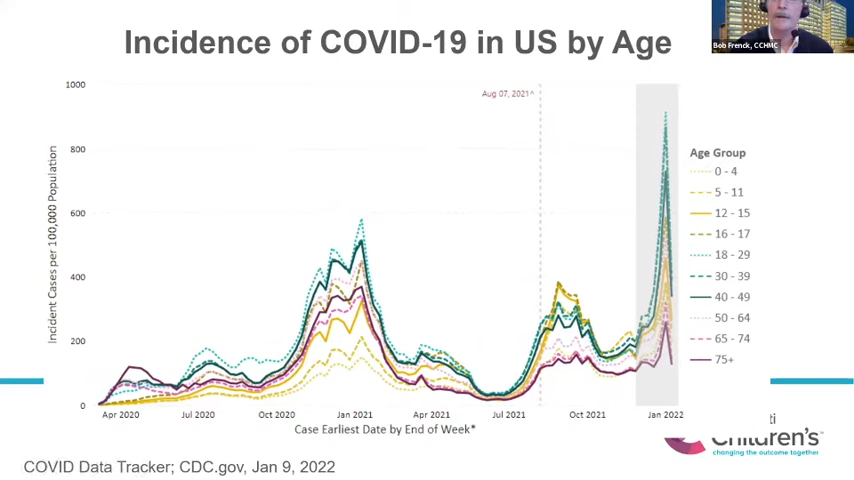 Incidence of COVID-19 in US by Age
Bob Frenck, CCHMC
Incident Cases per 100,000 Population
1000
800
600
400
200
0
Aug 07, 2021^
Apr 2020
Jul 2020
Oct 2020
Jan 2021
Apr 2021
Jul 2021
Oct 2021
Jan 2022
Case Earliest Date by End of Week*
Age Group
0 - 4
5 - 11
12 - 15
16 - 17
18 - 29
30 - 39
40 - 49
50 - 64
65 - 74
75+
Children's
changing the outcome together
COVID Data Tracker; CDC.gov, Jan 9, 2022